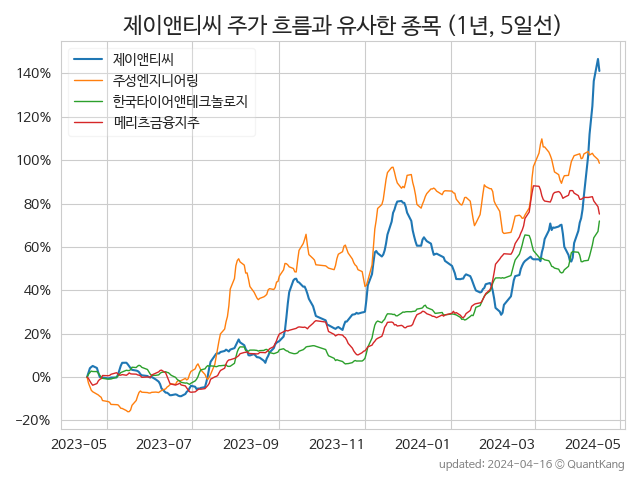 제이앤티씨 주가 흐름과 유사한 종목 (1년, 5일선)
제이앤티씨
주성엔지니어링
한국타이어앤테크놀로지
메리츠금융지주
140%
120%
100%
80%
60%
40%
20%
0%
−20%
2023-05 2023-07 2023-09 2023-11 2024-01 2024-03 2024-05
updated: 2024-04-16 © QuantKang